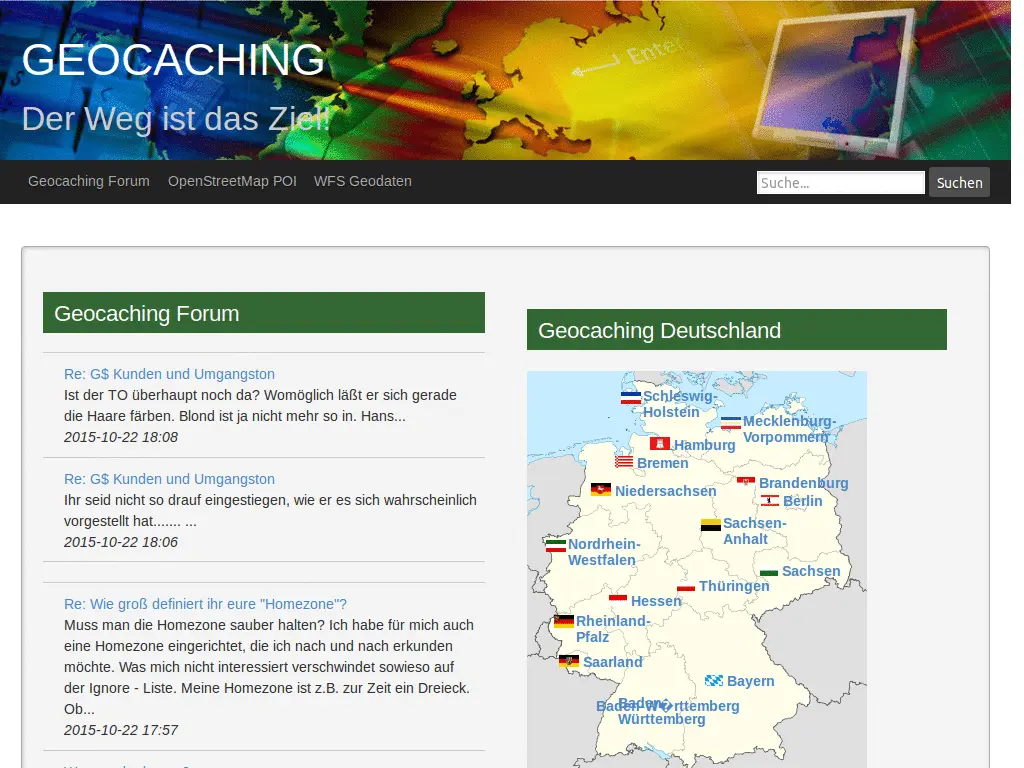 GEOCACHING
Der Weg ist das Ziel!
Enter
Geocaching Forum
OpenStreetMap POI
WFS Geodaten
Suche...
Suchen
Geocaching Forum
Re: G$ Kunden und Umgangston
Ist der TO überhaupt noch da? Womöglich läßt er sich gerade
die Haare färben. Blond ist ja nicht mehr so in. Hans...
2015-10-22 18:08
Re: G$ Kunden und Umgangston
Ihr seid nicht so drauf eingestiegen, wie er es sich wahrscheinlich
vorgestellt hat....... ...
2015-10-22 18:06
Re: Wie groß definiert ihr eure "Homezone"?
Muss man die Homezone sauber halten? Ich habe für mich auch
eine Homezone eingerichtet, die ich nach und nach erkunden
möchte. Was mich nicht interessiert verschwindet sowieso auf
der Ignore - Liste. Meine Homezone ist z.B. zur Zeit ein Dreieck.
Ob...
2015-10-22 17:57
Geocaching Deutschland
Schleswig-
Holstein
Mecklenburg-
Vorpommern
Hamburg
Bremen
Brandenburg
Niedersachsen
Berlin
Sachsen-
Anhalt
Nordrhein-
Westfalen
Sachsen
Thüringen
Hessen
Rheinland-
Pfalz
Saarland
Bayern
Baden-
Baden-W�rttemberg
Württemberg